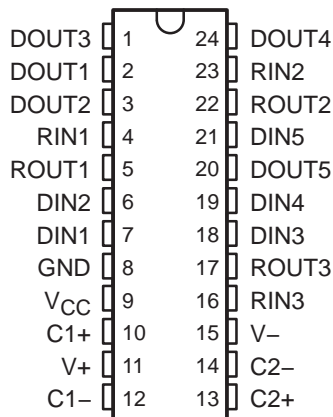 DOUT3 1 24 DOUT4
DOUT1 2 23 RIN2
DOUT2 3 22 ROUT2
RIN1 4 21 DIN5
ROUT1 5 20 DOUT5
DIN2 6 19 DIN4
DIN1 7 18 DIN3
GND 8 17 ROUT3
VCC 9 16 RIN3
C1+ 10 15 V−
V+ 11 14 C2−
C1− 12 13 C2+